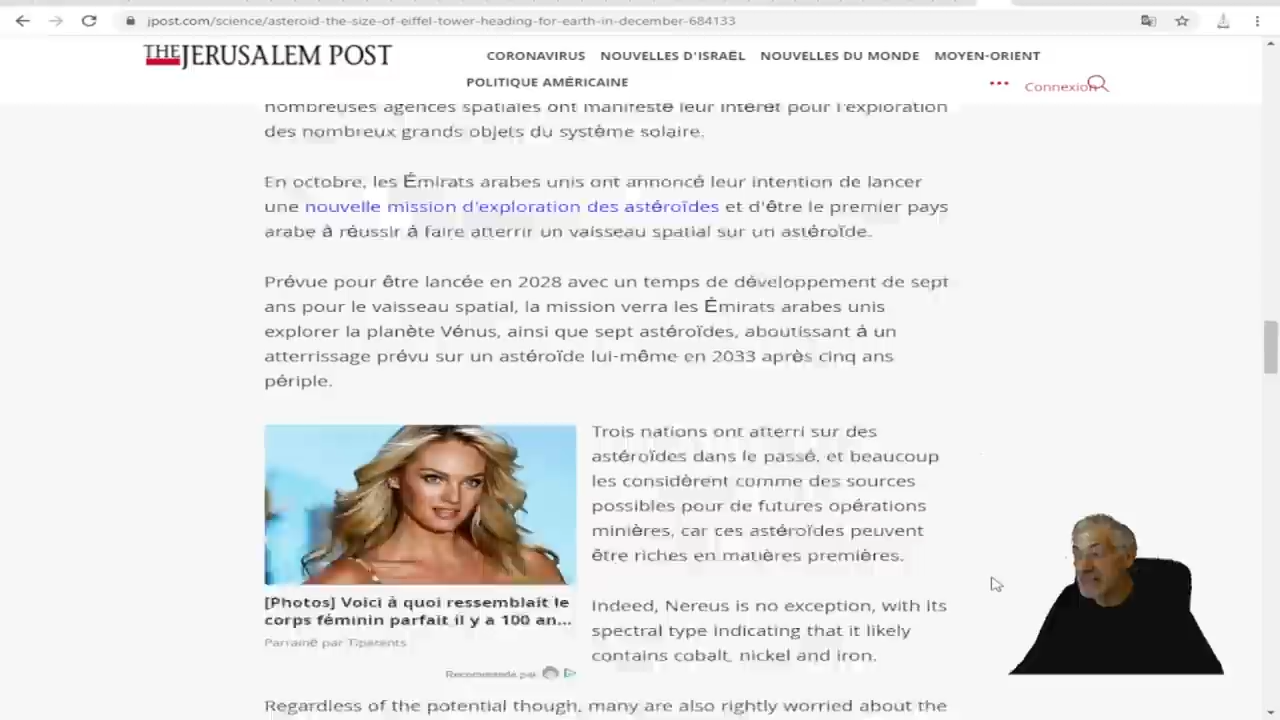 jpost.com/science/asteroid-the-size-of-eiffel-tower-heading-for-earth-in-december-684133
THE JERUSALEM POST
CORONAVIRUS NOUVELLES D'ISRAËL NOUVELLES DU MONDE MOYEN-ORIENT
POLITIQUE AMÉRICAINE
Connexion
nombreuses agences spatiales ont manifesté leur intérêt pour l'exploration
des nombreux grands objets du système solaire.
En octobre, les Émirats arabes unis ont annoncé leur intention de lancer
une nouvelle mission d'exploration des astéroïdes et d'être le premier pays
arabe à réussir à faire atterrir un vaisseau spatial sur un astéroïde.
Prévue pour être lancée en 2028 avec un temps de développement de sept
ans pour le vaisseau spatial, la mission verra les Émirats arabes unis
explorer la planète Vénus, ainsi que sept astéroïdes, aboutissant à un
atterrissage prévu sur un astéroïde lui-même en 2033 après cinq ans
périple.
Trois nations ont atterri sur des
astéroïdes dans le passé, et beaucoup
les considèrent comme des sources
possibles pour de futures opérations
minières, car ces astéroïdes peuvent
être riches en matières premières.
[Photos] Voici à quoi ressemblait le
corps féminin parfait il y a 100 an...
Parrainé par Tiparents
Recommandé par
Indeed, Nereus is no exception, with its
spectral type indicating that it likely
contains cobalt, nickel and iron.
Regardless of the potential though, many are also rightly worried about the